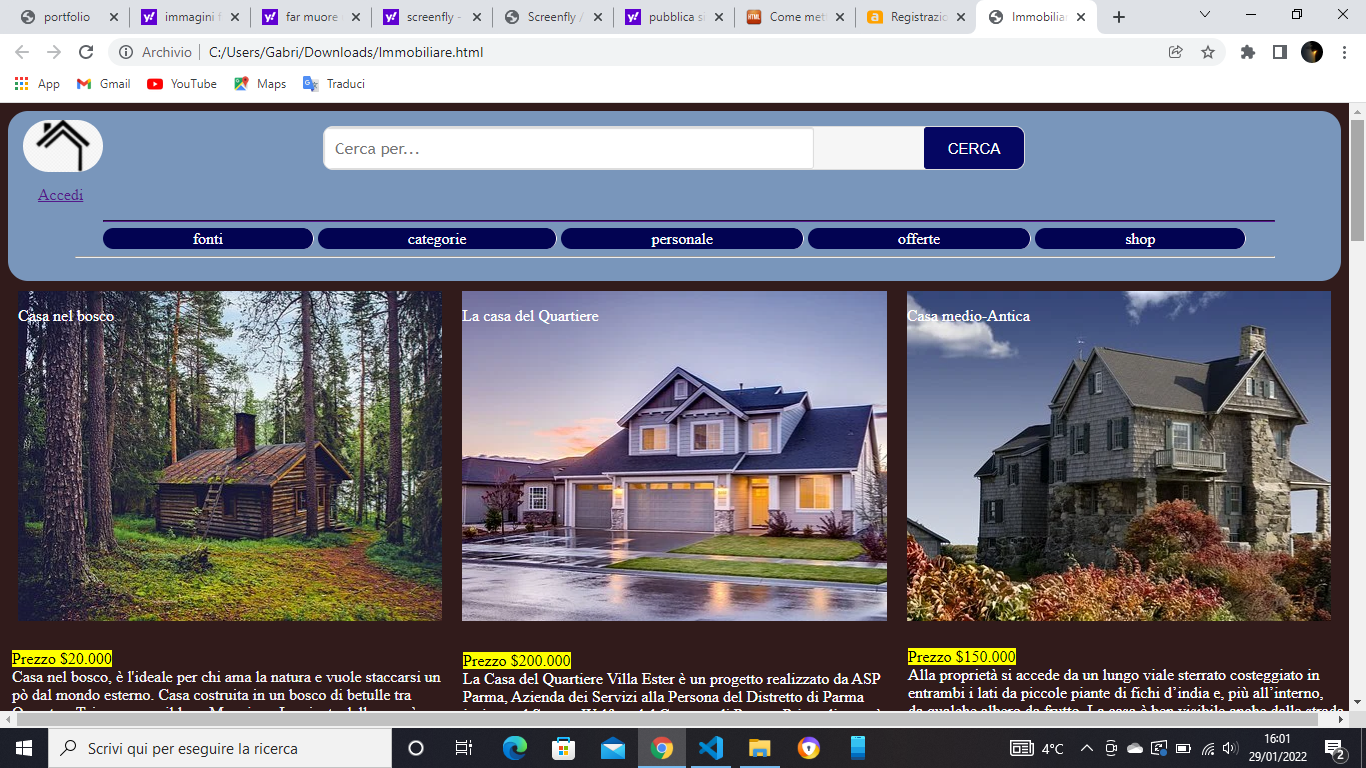 portfolio
immagini f
far muore
screenfly -
Screenfly /
pubblica si
Come met
Registrazio
Immobiliar
Archivio C:/Users/Gabri/Downloads/Immobiliare.html
App Gmail YouTube Maps Traduci
Cerca per… CERCA
Accedi
fonti categorie personale offerte shop
Casa nel bosco
La casa del Quartiere
Casa medio-Antica
Prezzo $20.000
Casa nel bosco, è l'ideale per chi ama la natura e vuole staccarsi un
pò dal mondo esterno. Casa costruita in un bosco di betulle tra
Prezzo $200.000
La Casa del Quartiere Villa Ester è un progetto realizzato da ASP
Parma, Azienda dei Servizi alla Persona del Distretto di Parma
Prezzo $150.000
Alla proprietà si accede da un lungo viale sterrato costeggiato in
entrambi i lati da piccole piante di fichi d’india e, più all’interno,
da qualche albero da frutto. La casa è ben visibile anche dalla strada
Scrivi qui per eseguire la ricerca
4°C
16:01
29/01/2022
2